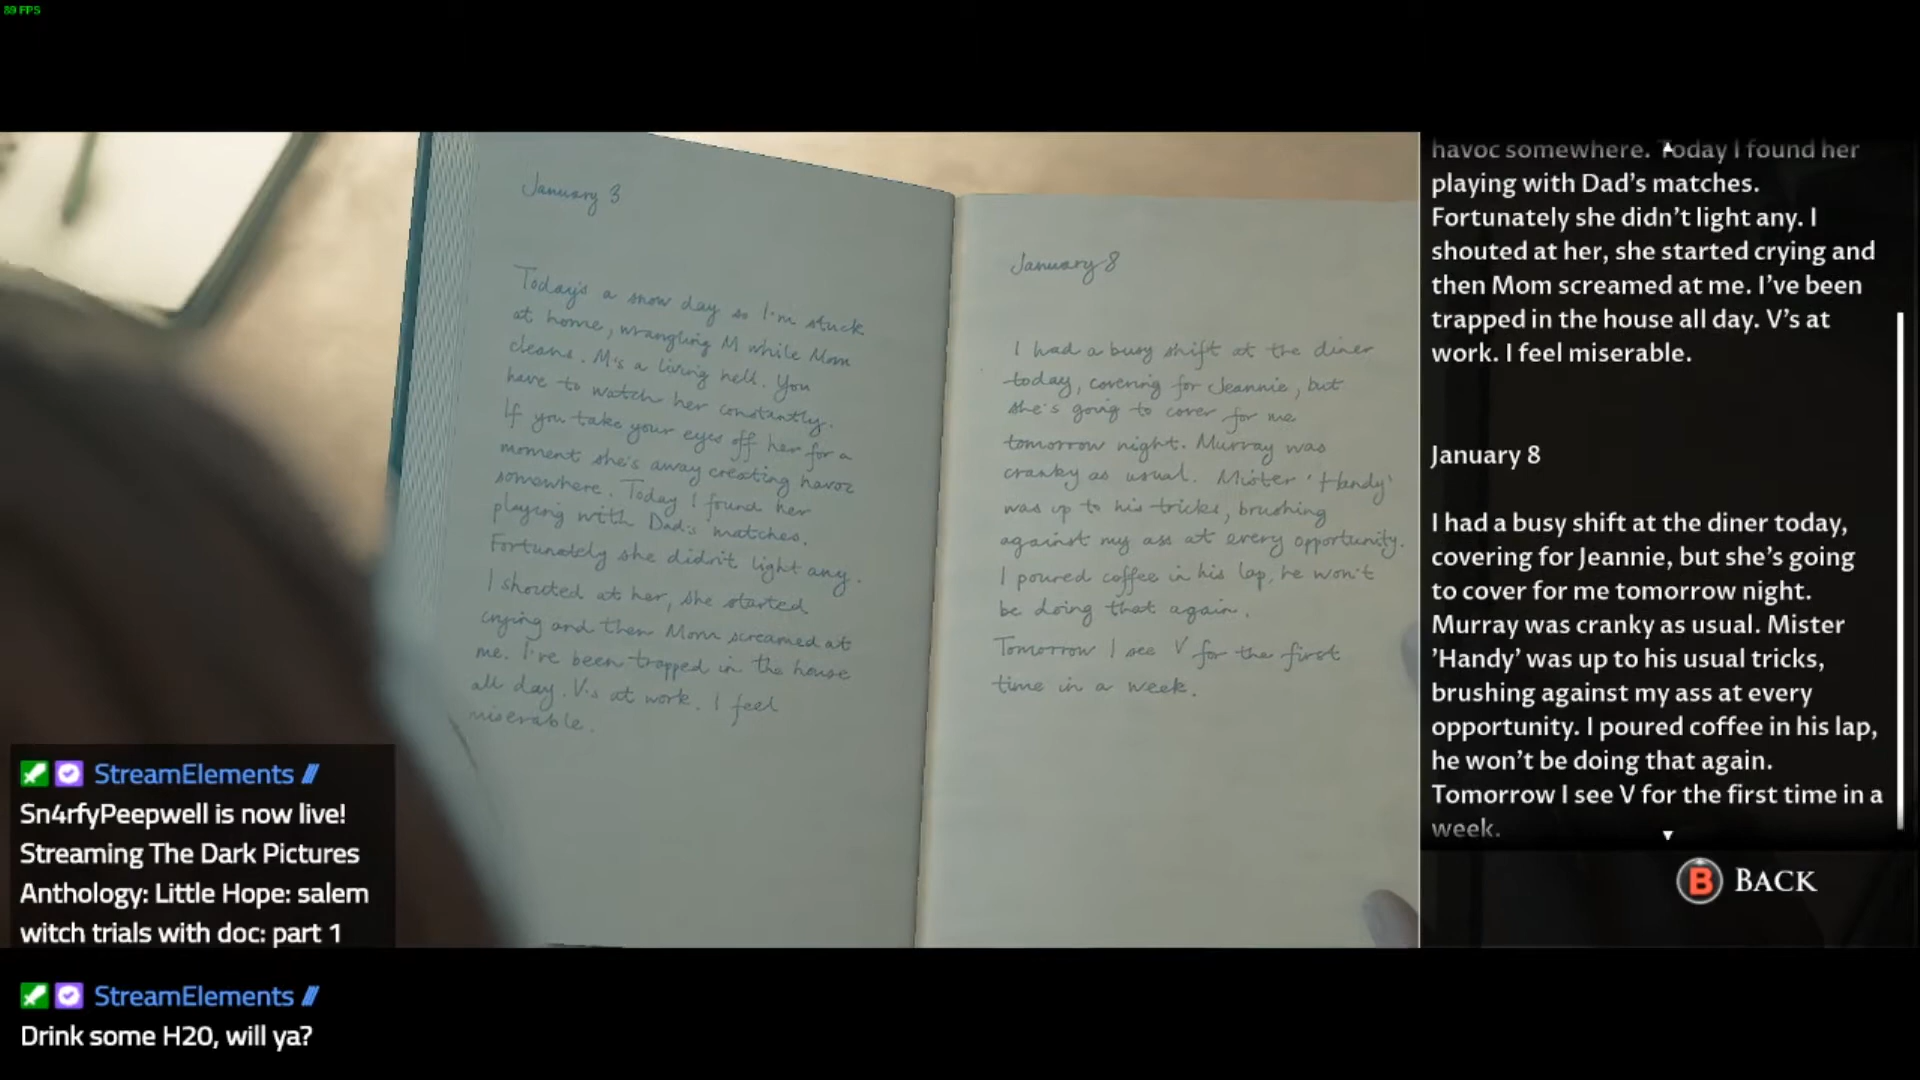 89 FPS
January 3
Today's a snow day so I'm stuck
at home, wrangling M while Mom
cleans. M's a living hell. You
have to watch her constantly.
If you take your eyes off her for a
moment she's away creating havoc
somewhere. Today I found her
playing with Dad's matches.
Fortunately she didn't light any.
I shouted at her, she started
crying and then Mom screamed at
me. I've been trapped in the house
all day. V's at work. I feel
miserable.
January 8
I had a busy shift at the diner
today, covering for Jeannie, but
she's going to cover for me
tomorrow night. Murray was
cranky as usual. Mister 'Handy'
was up to his tricks, brushing
against my ass at every opportunity.
I poured coffee in his lap, he won't
be doing that again.
Tomorrow I see V for the first
time in a week.
havoc somewhere. Today I found her
playing with Dad's matches.
Fortunately she didn't light any. I
shouted at her, she started crying and
then Mom screamed at me. I've been
trapped in the house all day. V's at
work. I feel miserable.
January 8
I had a busy shift at the diner today,
covering for Jeannie, but she's going
to cover for me tomorrow night.
Murray was cranky as usual. Mister
'Handy' was up to his usual tricks,
brushing against my ass at every
opportunity. I poured coffee in his lap,
he won't be doing that again.
Tomorrow I see V for the first time in a
week.
B BACK
StreamElements
Sn4rfyPeepwell is now live!
Streaming The Dark Pictures
Anthology: Little Hope: salem
witch trials with doc: part 1
StreamElements
Drink some H20, will ya?